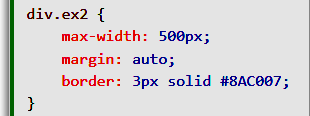 div.ex2 {
    max-width: 500px;
    margin: auto;
    border: 3px solid #8AC007;
}